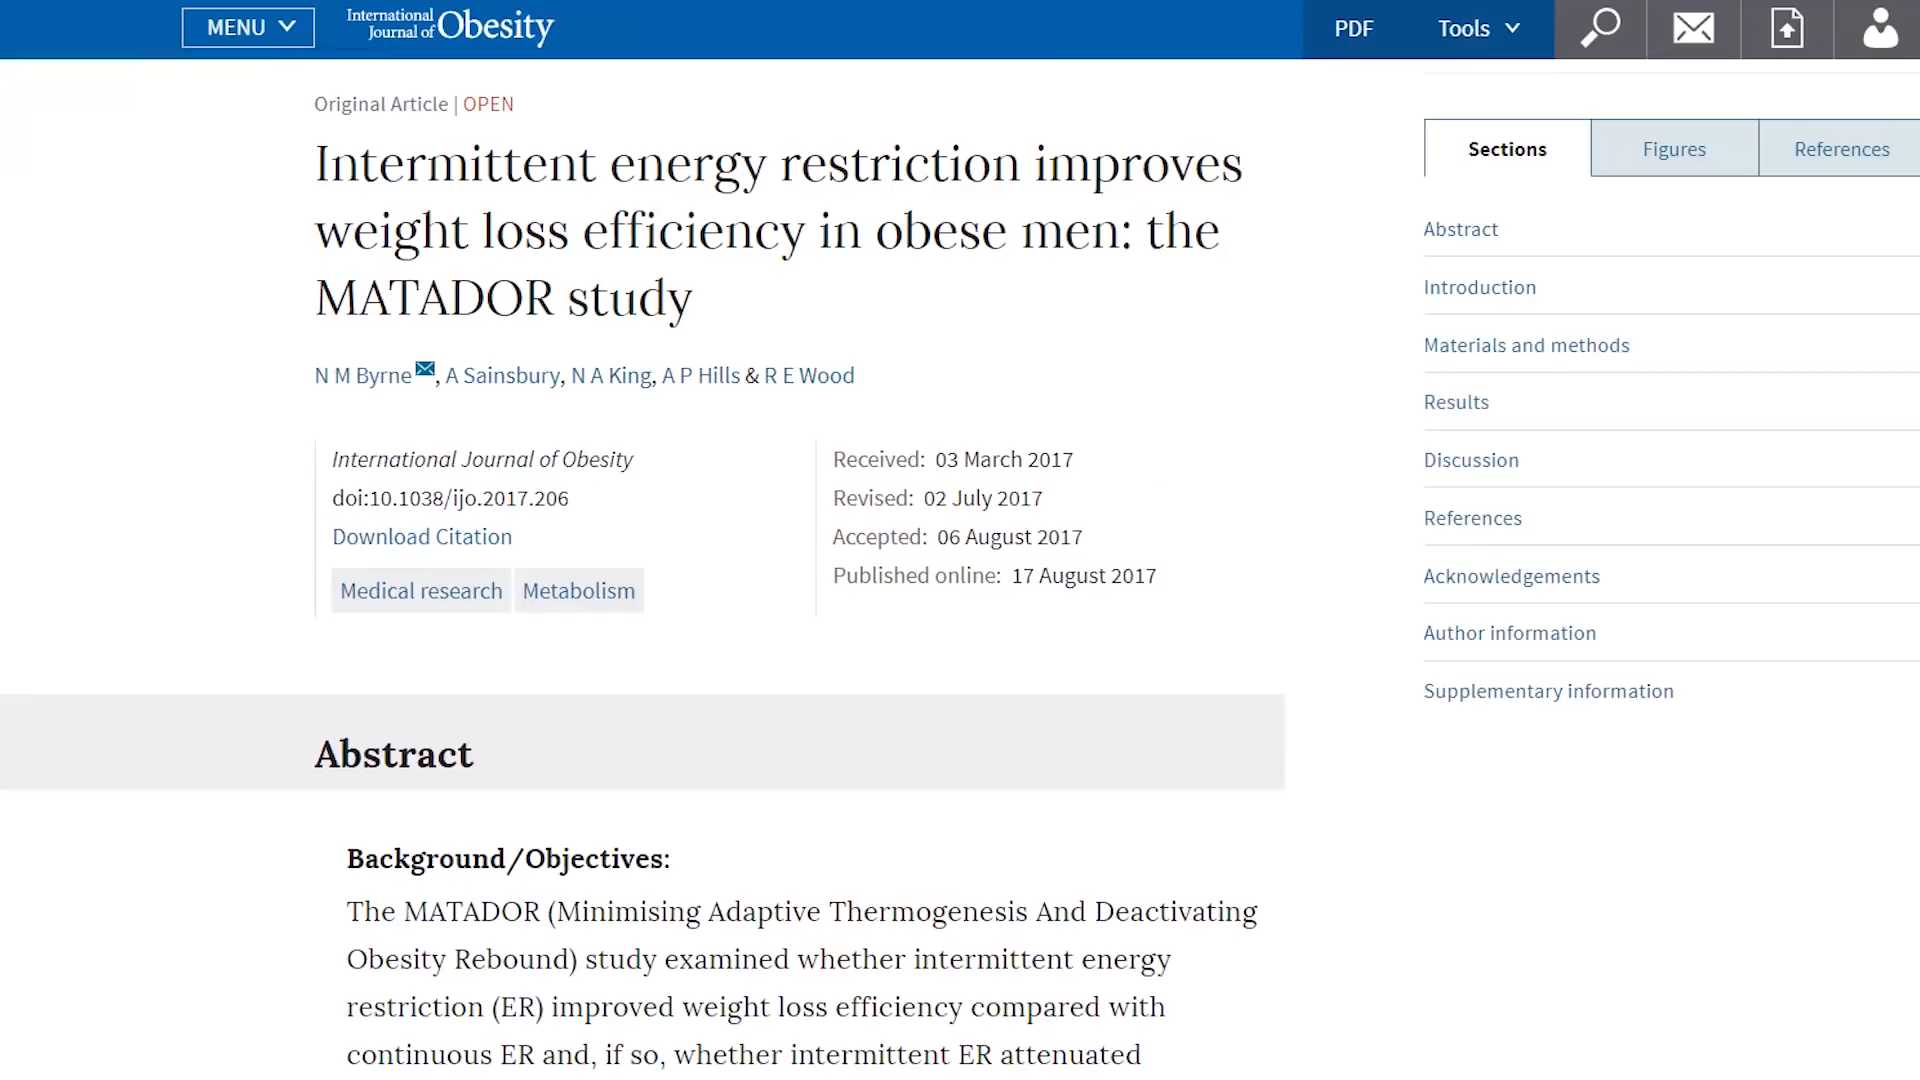 MENU
International
Journal of Obesity
PDF
Tools
Original Article | OPEN
Intermittent energy restriction improves
weight loss efficiency in obese men: the
MATADOR study
N M Byrne, A Sainsbury, N A King, A P Hills & R E Wood
International Journal of Obesity
doi:10.1038/ijo.2017.206
Download Citation
Medical research Metabolism
Received: 03 March 2017
Revised: 02 July 2017
Accepted: 06 August 2017
Published online: 17 August 2017
Abstract
Background/Objectives:
The MATADOR (Minimising Adaptive Thermogenesis And Deactivating
Obesity Rebound) study examined whether intermittent energy
restriction (ER) improved weight loss efficiency compared with
continuous ER and, if so, whether intermittent ER attenuated
Sections Figures References
Abstract
Introduction
Materials and methods
Results
Discussion
References
Acknowledgements
Author information
Supplementary information